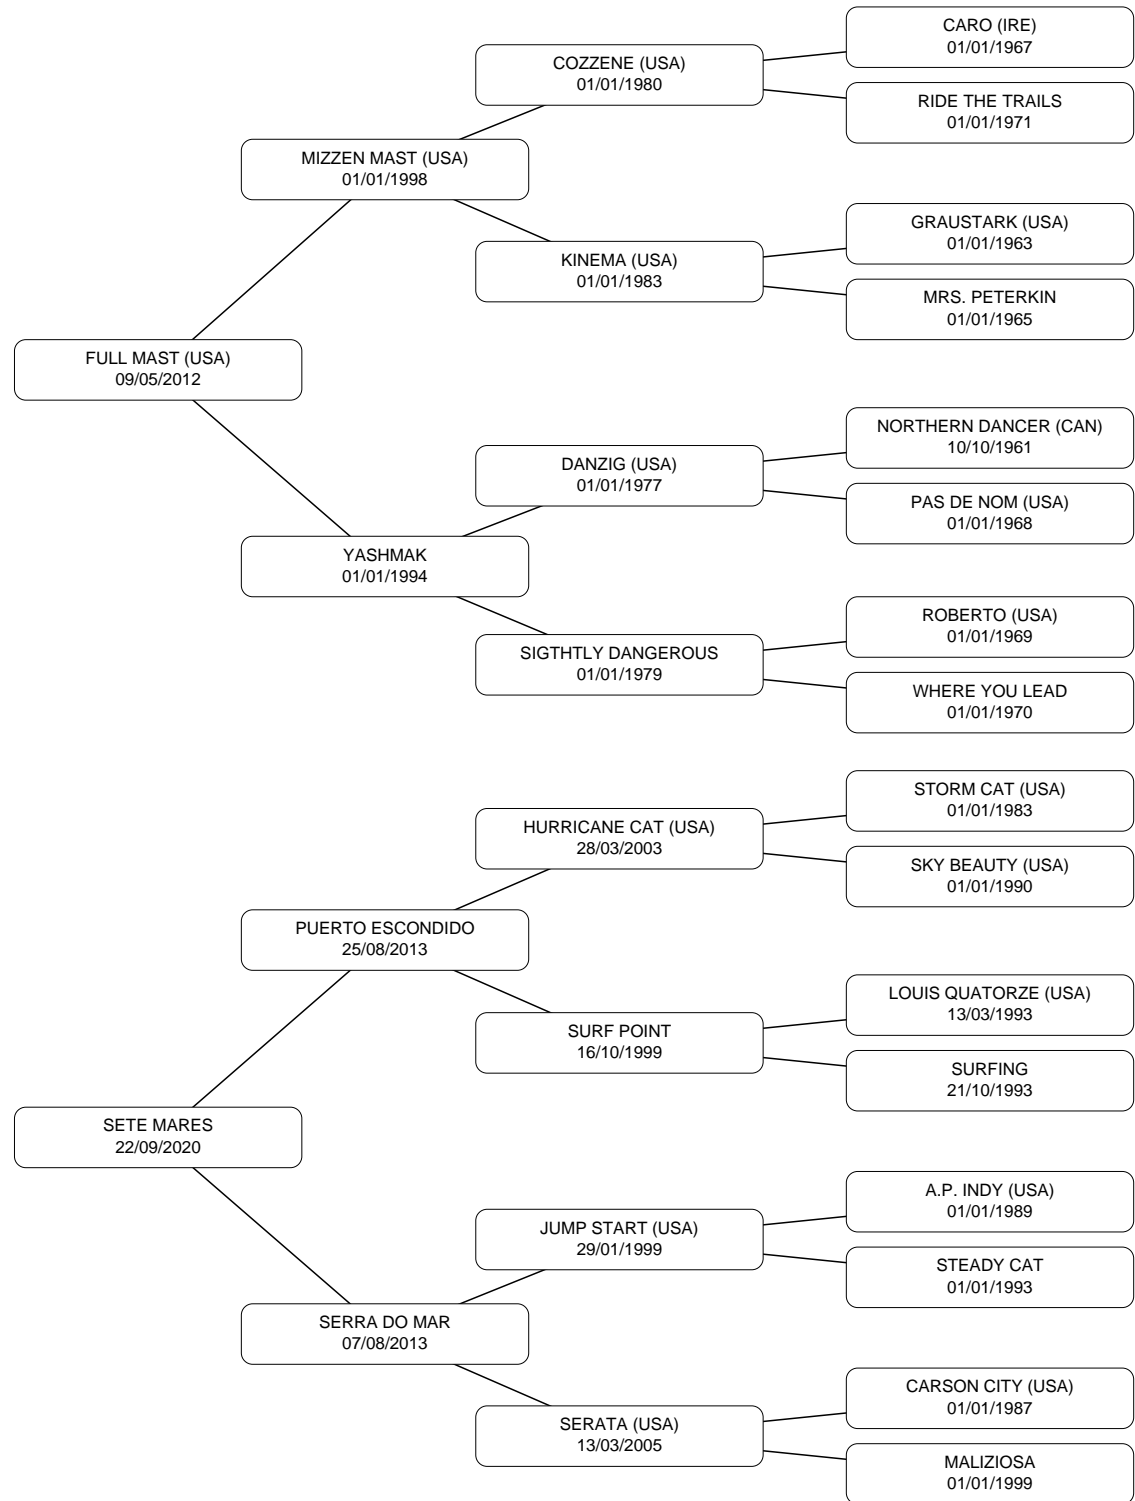 CARO (IRE)
01/01/1967
COZZENE (USA)
01/01/1980
RIDE THE TRAILS
01/01/1971
MIZZEN MAST (USA)
01/01/1998
GRAUSTARK (USA)
01/01/1963
KINEMA (USA)
01/01/1983
MRS. PETERKIN
01/01/1965
FULL MAST (USA)
09/05/2012
NORTHERN DANCER (CAN)
10/10/1961
DANZIG (USA)
01/01/1977
PAS DE NOM (USA)
01/01/1968
YASHMAK
01/01/1994
ROBERTO (USA)
01/01/1969
SIGTHTLY DANGEROUS
01/01/1979
WHERE YOU LEAD
01/01/1970
STORM CAT (USA)
01/01/1983
HURRICANE CAT (USA)
28/03/2003
SKY BEAUTY (USA)
01/01/1990
PUERTO ESCONDIDO
25/08/2013
LOUIS QUATORZE (USA)
13/03/1993
SURF POINT
16/10/1999
SURFING
21/10/1993
SETE MARES
22/09/2020
A.P. INDY (USA)
01/01/1989
JUMP START (USA)
29/01/1999
STEADY CAT
01/01/1993
SERRA DO MAR
07/08/2013
CARSON CITY (USA)
01/01/1987
SERATA (USA)
13/03/2005
MALIZIOSA
01/01/1999